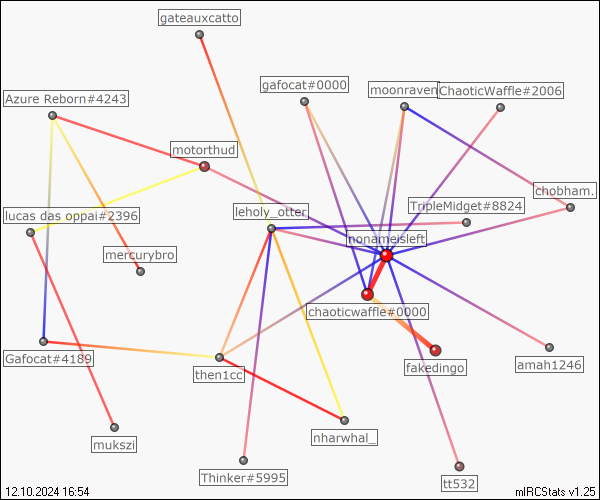 gateauxcatto
gafocat#0000
moonraven
ChaoticWaffle#2006
Azure Reborn#4243
motorthud
chobham.
lucas das oppai#2396
leholy_otter
TripleMidget#8824
nonameisleft
mercurybro
chaoticwaffle#0000
Gafocat#4189
then1cc
fakedingo
amah1246
mukszi
nharwhal_
Thinker#5995
tt532
12.10.2024 16:54
mIRCStats v1.25